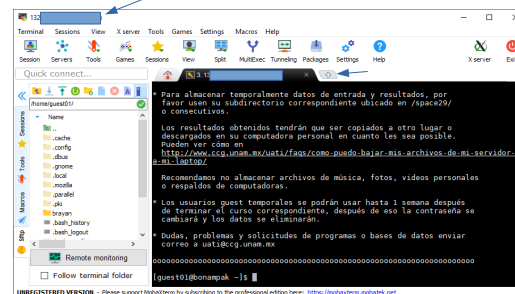 132
Terminal Sessions View X server Tools Games Settings Macros Help
Session Servers Tools Games Sessions View Split MultiExec Tunneling Packages Settings Help X server Exi
Quick connect...
3. 13
/home/guest01/
Name
..
.cache
.config
.dbus
.gnome
.local
.mozilla
.parallel
.pki
brayan
.bash_history
.bash_logout
Sessions
Tools
Macros
Sftp
Remote monitoring
Follow terminal folder
* Para almacenar temporalmente datos de entrada y resultados, por
favor usen su subdirectorio correspondiente ubicado en /space29/
o consecutivos.
Los resultados obtenidos tendrán que ser copiados a otro lugar o
descargados en su computadora personal en cuanto les sea posible.
Pueden ver cómo en
http://www.ccg.unam.mx/uati/faqs/como-puedo-bajar-mis-archivos-de-mi-servidor-
a-mi-laptop/
Recomendamos no almacenar archivos de música, fotos, videos personales
o respaldos de computadoras.
* Los usuarios guest temporales se podrán usar hasta 1 semana después
de terminar el curso correspondiente, después de eso la contraseña se
cambiará y los datos se eliminarán.
* Dudas, problemas y solicitudes de programas o bases de datos enviar
correo a uati@ccg.unam.mx
oooooooooooooooooooooooooooooooooooooooooooooooooooooooooooooooooooooo
[guest01@bonampak ~]$
UNREGISTERED VERSION - Please support MobaXterm by subscribing to the professional edition here: https://mobaxterm.mobatek.net